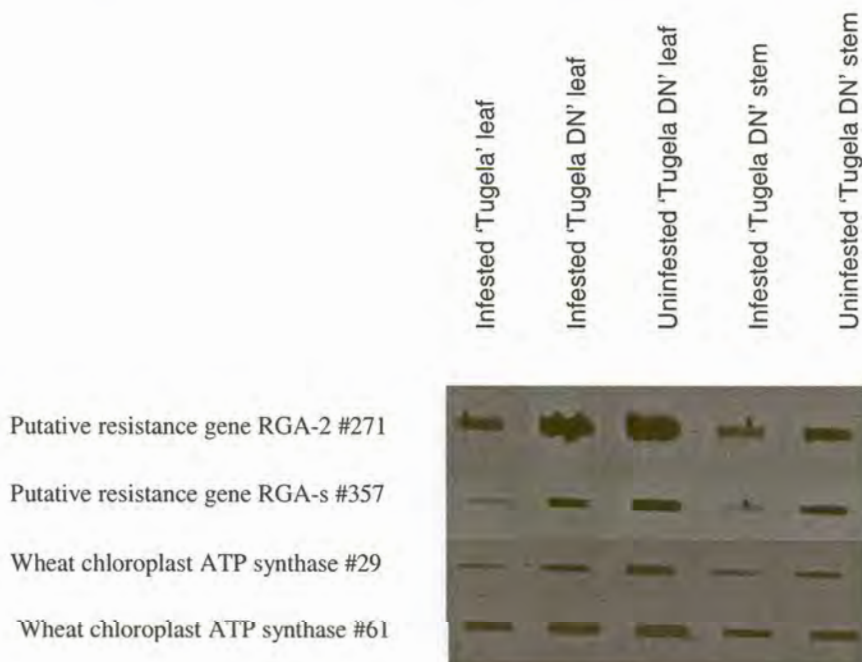 Infested ‘Tugela’ leaf
Infested ‘Tugela DN’ leaf
Uninfested ‘Tugela DN’ leaf
Infested ‘Tugela DN’ stem
Uninfested ‘Tugela DN’ stem
Putative resistance gene RGA-2 #271
Putative resistance gene RGA-s #357
Wheat chloroplast ATP synthase #29
Wheat chloroplast ATP synthase #61